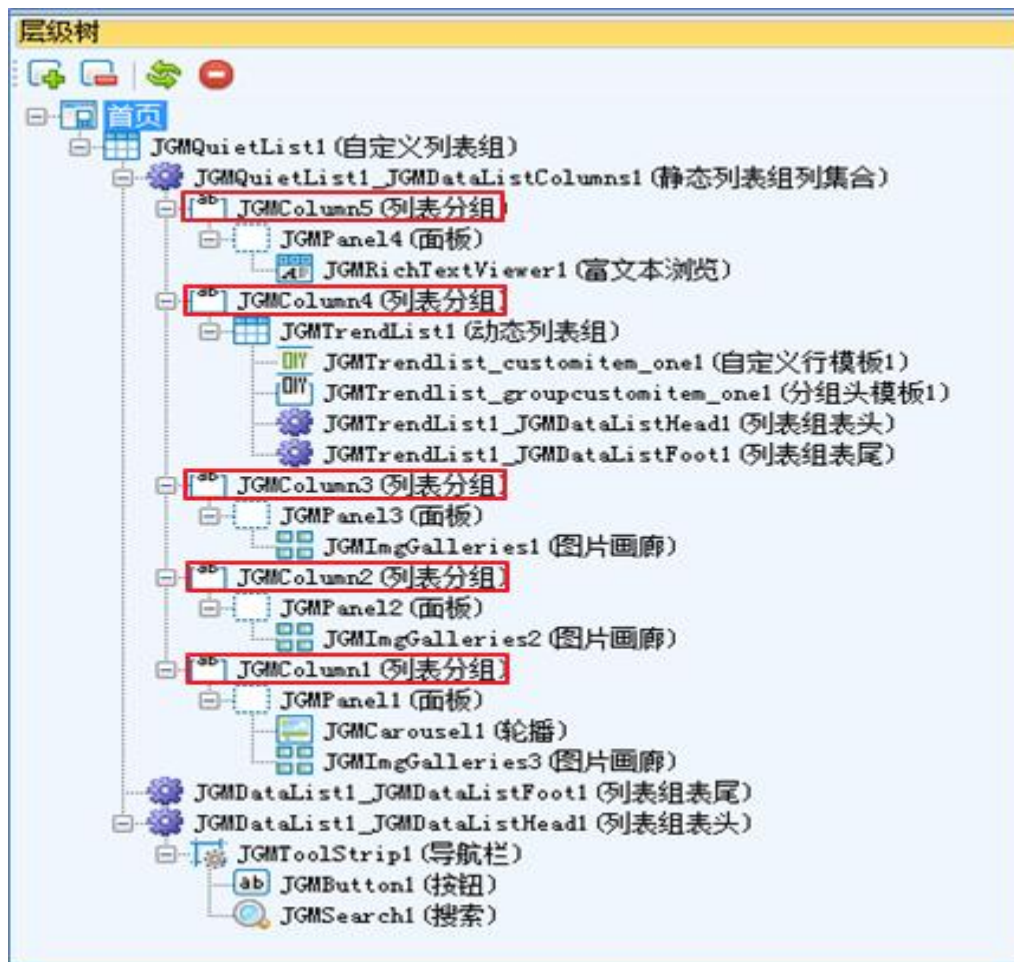 层级树
首页
JGMQuietList1(自定义列表组)
JGMQuietList1_JGMDataListColumns1(静态列表组列集合)
JGMColumn5(列表分组)
JGMPanel4(面板)
JGMRichTextViewer1(富文本浏览)
JGMColumn4(列表分组)
JGMTrendList1(动态列表组)
JGMTrendlist_customitem_one1(自定义行模板1)
JGMTrendlist_groupcustomitem_one1(分组头模板1)
JGMTrendList1_JGMDataListHead1(列表组表头)
JGMTrendList1_JGMDataListFoot1(列表组表尾)
JGMColumn3(列表分组)
JGMPanel3(面板)
JGMImgGalleries1(图片画廊)
JGMColumn2(列表分组)
JGMPanel2(面板)
JGMImgGalleries2(图片画廊)
JGMColumn1(列表分组)
JGMPanel1(面板)
JGMCarousel1(轮播)
JGMImgGalleries3(图片画廊)
JGMDataList1_JGMDataListFoot1(列表组表尾)
JGMDataList1_JGMDataListHead1(列表组表头)
JGMToolStrip1(导航栏)
JGMButton1(按钮)
JGMSearch1(搜索)